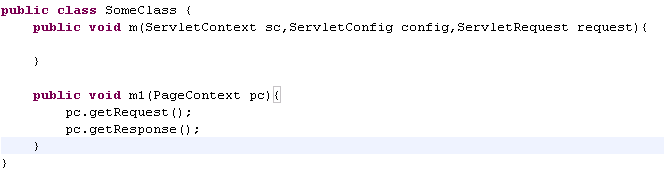 public class SomeClass {
    public void m(ServletContext sc,ServletConfig config,ServletRequest request){
    }
    public void m1(PageContext pc){
        pc.getRequest();
        pc.getResponse();
    }
}